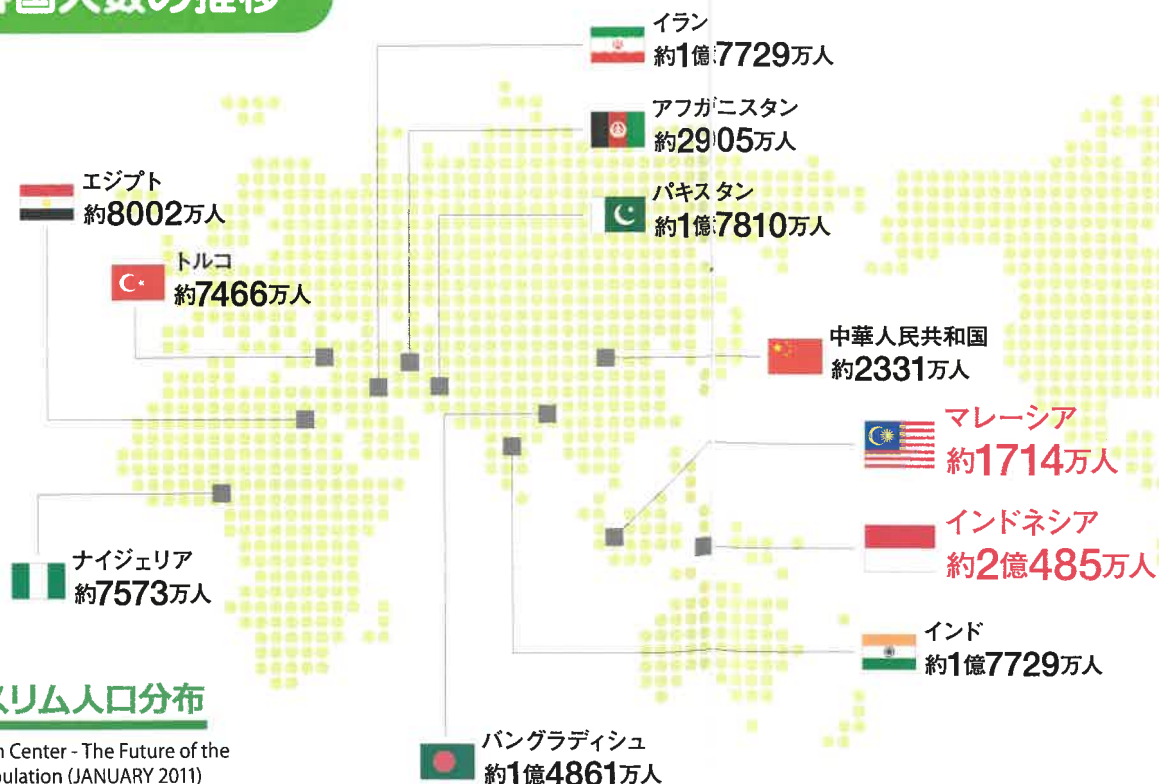 国人数の推移
イラン
約1億7729万人
アフガニスタン
約2905万人
パキスタン
約1億7810万人
エジプト
約8002万人
トルコ
約7466万人
中華人民共和国
約2331万人
マレーシア
約1714万人
インドネシア
約2億485万人
ナイジェリア
約7573万人
インド
約1億7729万人
スリム人口分布
Center - The Future of the
(JANUARY 2011)
バングラディシュ
約1億4861万人